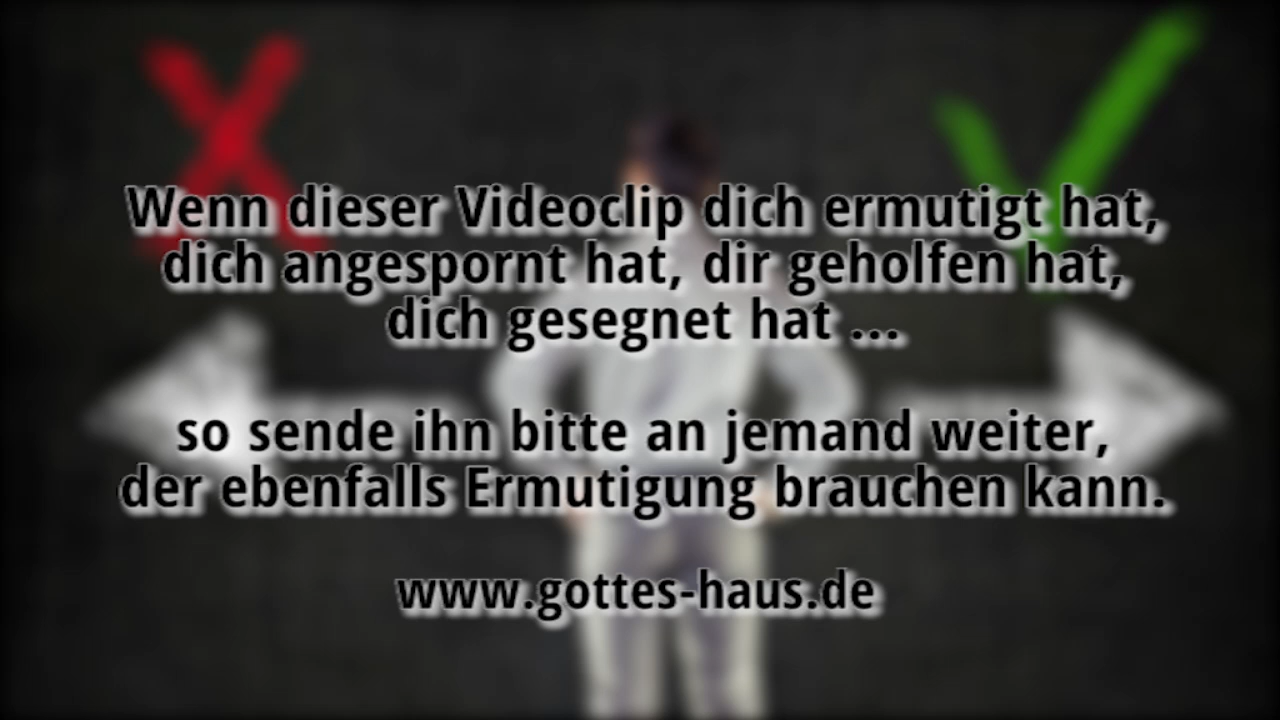 Wenn dieser Videoclip dich ermutigt hat,
dich angespornt hat, dir geholfen hat,
dich gesegnet hat ...
so sende ihn bitte an jemand weiter,
der ebenfalls Ermutigung brauchen kann.
www.gottes-haus.de